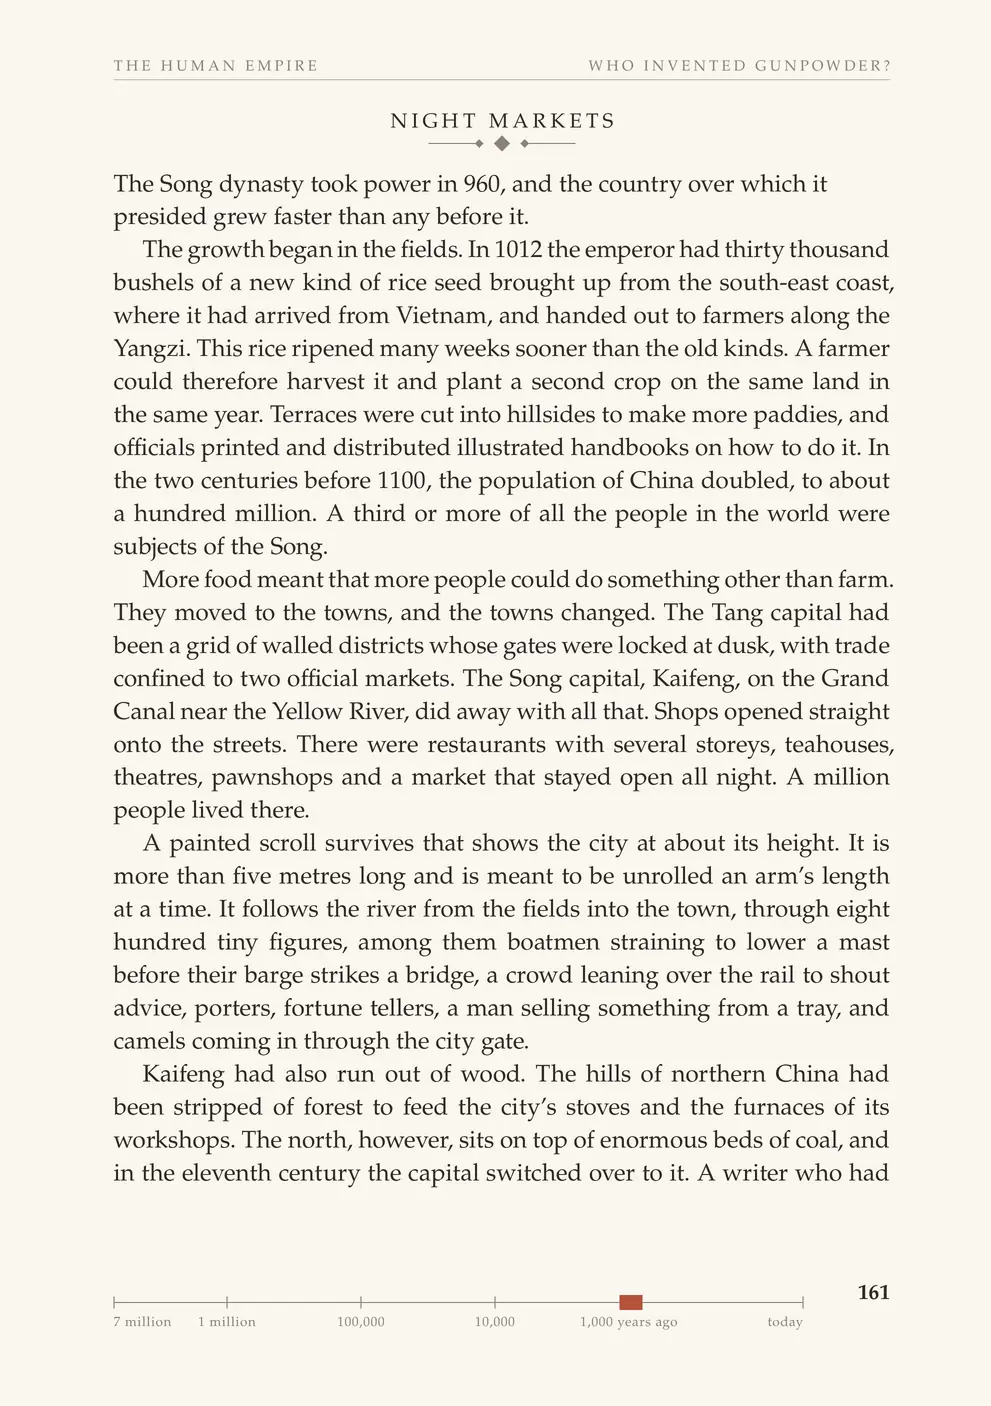 THE HUMAN EMPIRE
WHO INVENTED GUNPOWDER?
NIGHT MARKETS
The Song dynasty took power in 960, and the country over which it
presided grew faster than any before it.
The growth began in the fields. In 1012 the emperor had thirty thousand
bushels of a new kind of rice seed brought up from the south-east coast,
where it had arrived from Vietnam, and handed out to farmers along the
Yangzi. This rice ripened many weeks sooner than the old kinds. A farmer
could therefore harvest it and plant a second crop on the same land in
the same year. Terraces were cut into hillsides to make more paddies, and
officials printed and distributed illustrated handbooks on how to do it. In
the two centuries before 1100, the population of China doubled, to about
a hundred million. A third or more of all the people in the world were
subjects of the Song.
More food meant that more people could do something other than farm.
They moved to the towns, and the towns changed. The Tang capital had
been a grid of walled districts whose gates were locked at dusk, with trade
confined to two official markets. The Song capital, Kaifeng, on the Grand
Canal near the Yellow River, did away with all that. Shops opened straight
onto the streets. There were restaurants with several storeys, teahouses,
theatres, pawnshops and a market that stayed open all night. A million
people lived there.
A painted scroll survives that shows the city at about its height. It is
more than five metres long and is meant to be unrolled an arm’s length
at a time. It follows the river from the fields into the town, through eight
hundred tiny figures, among them boatmen straining to lower a mast
before their barge strikes a bridge, a crowd leaning over the rail to shout
advice, porters, fortune tellers, a man selling something from a tray, and
camels coming in through the city gate.
Kaifeng had also run out of wood. The hills of northern China had
been stripped of forest to feed the city’s stoves and the furnaces of its
workshops. The north, however, sits on top of enormous beds of coal, and
in the eleventh century the capital switched over to it. A writer who had
161
7 million 1 million 100,000 10,000 1,000 years ago today